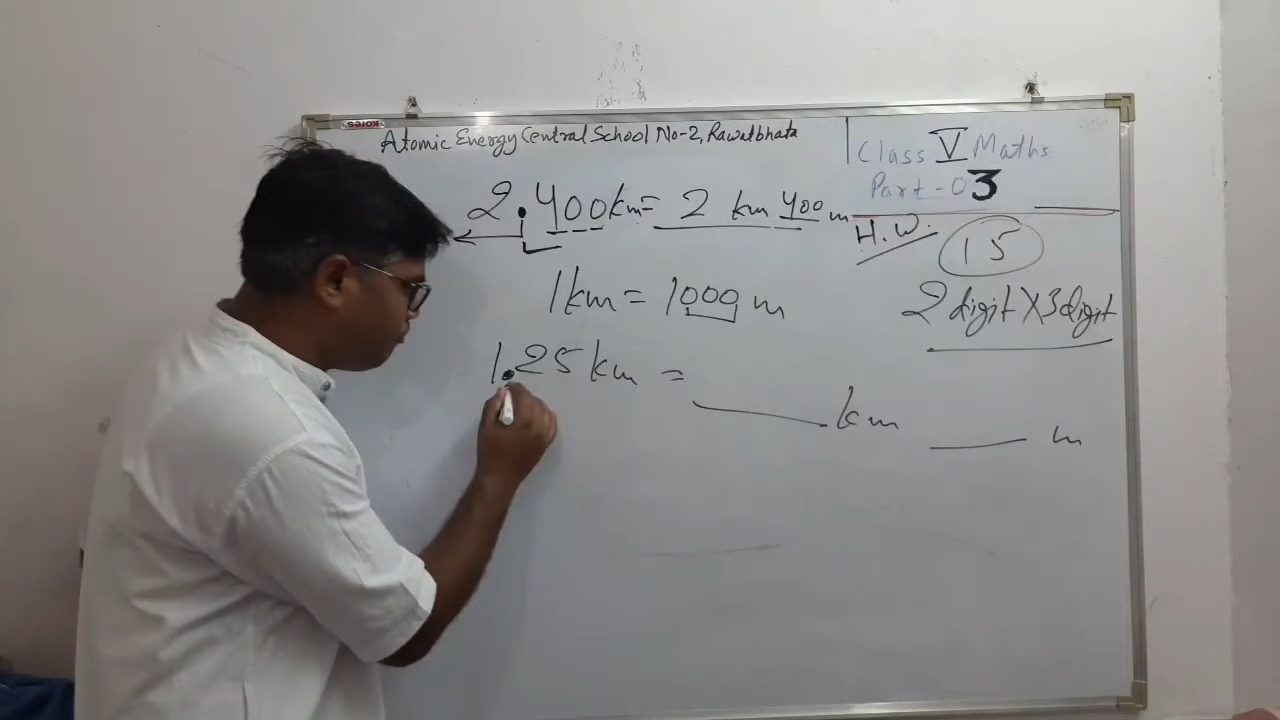 Atomic Energy Central School No-2, Rawatbhata
Class V Maths
Part-03
2.400km = 2 km 400 m
H.W. 15
1km = 1000 m
2 digit X 3 digit
1.25 km = ___ km ___ m